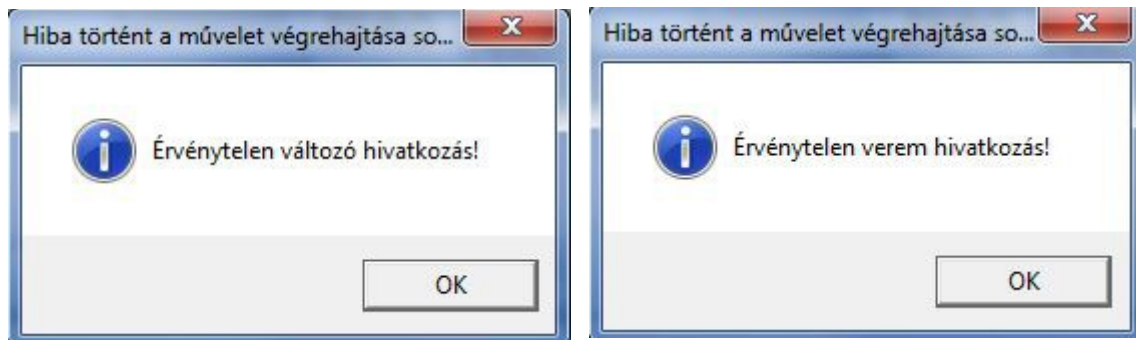 Hiba történt a művelet végrehajtása so...
Érvénytelen változó hivatkozás!
OK
Hiba történt a művelet végrehajtása so...
Érvénytelen verem hivatkozás!
OK